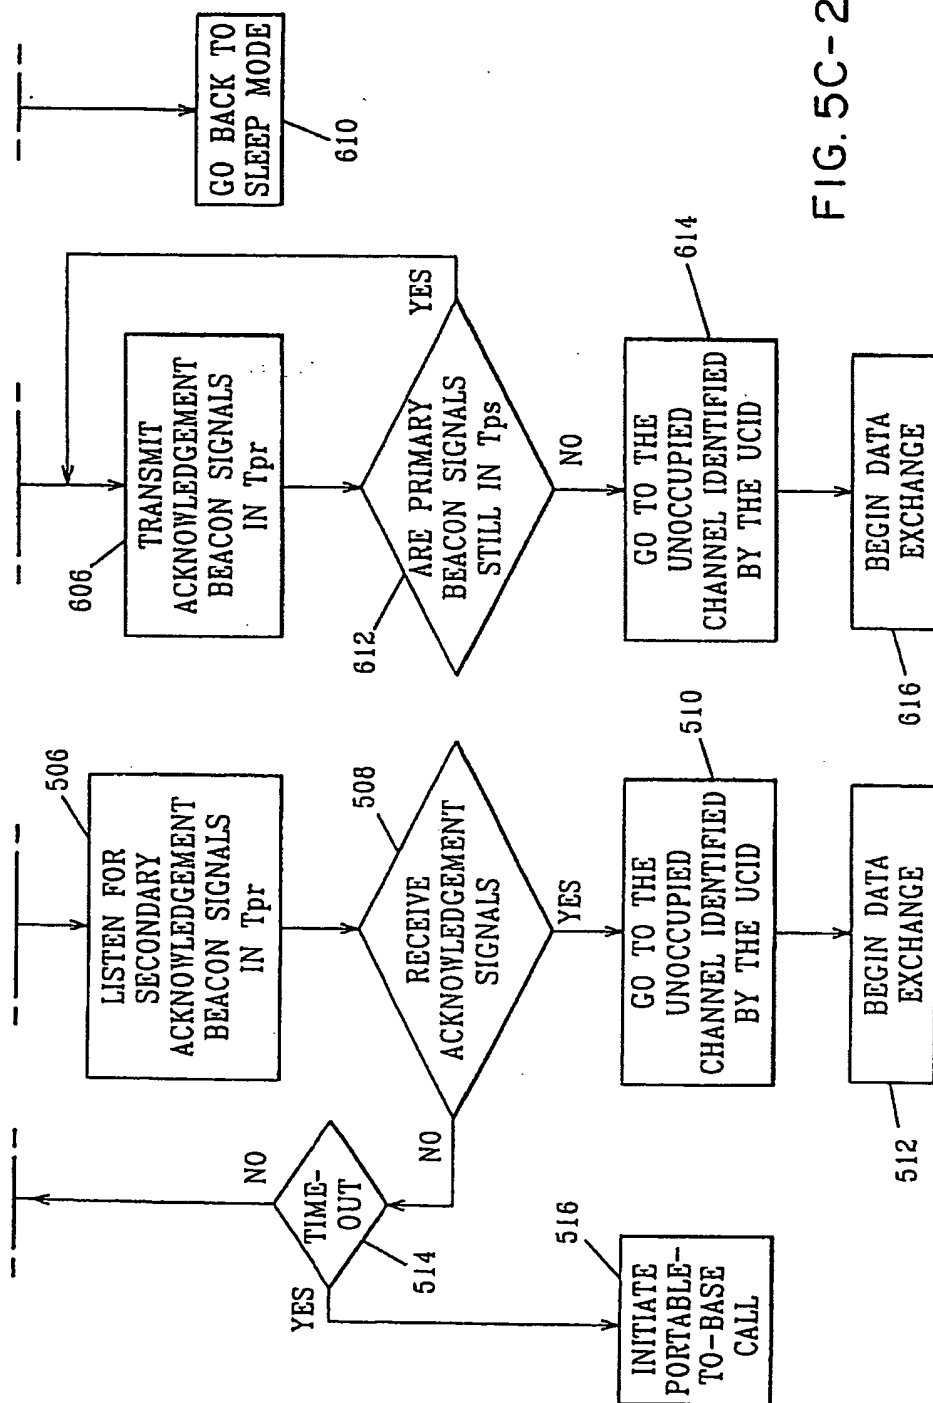 506
LISTEN FOR
SECONDARY
ACKNOWLEDGEMENT
BEACON SIGNALS
IN Tpr
508
RECEIVE
ACKNOWLEDGEMENT
SIGNALS
NO
YES
TIME-
OUT
514
NO
YES
516
INITIATE
PORTABLE-
TO-BASE
CALL
510
GO TO THE
UNOCCUPIED
CHANNEL IDENTIFIED
BY THE UCID
512
BEGIN DATA
EXCHANGE
606
TRANSMIT
ACKNOWLEDGEMENT
BEACON SIGNALS
IN Tpr
612
ARE PRIMARY
BEACON SIGNALS
STILL IN Tps
YES
NO
614
GO TO THE
UNOCCUPIED
CHANNEL IDENTIFIED
BY THE UCID
616
BEGIN DATA
EXCHANGE
GO BACK TO
SLEEP MODE
610
FIG. 5C-2